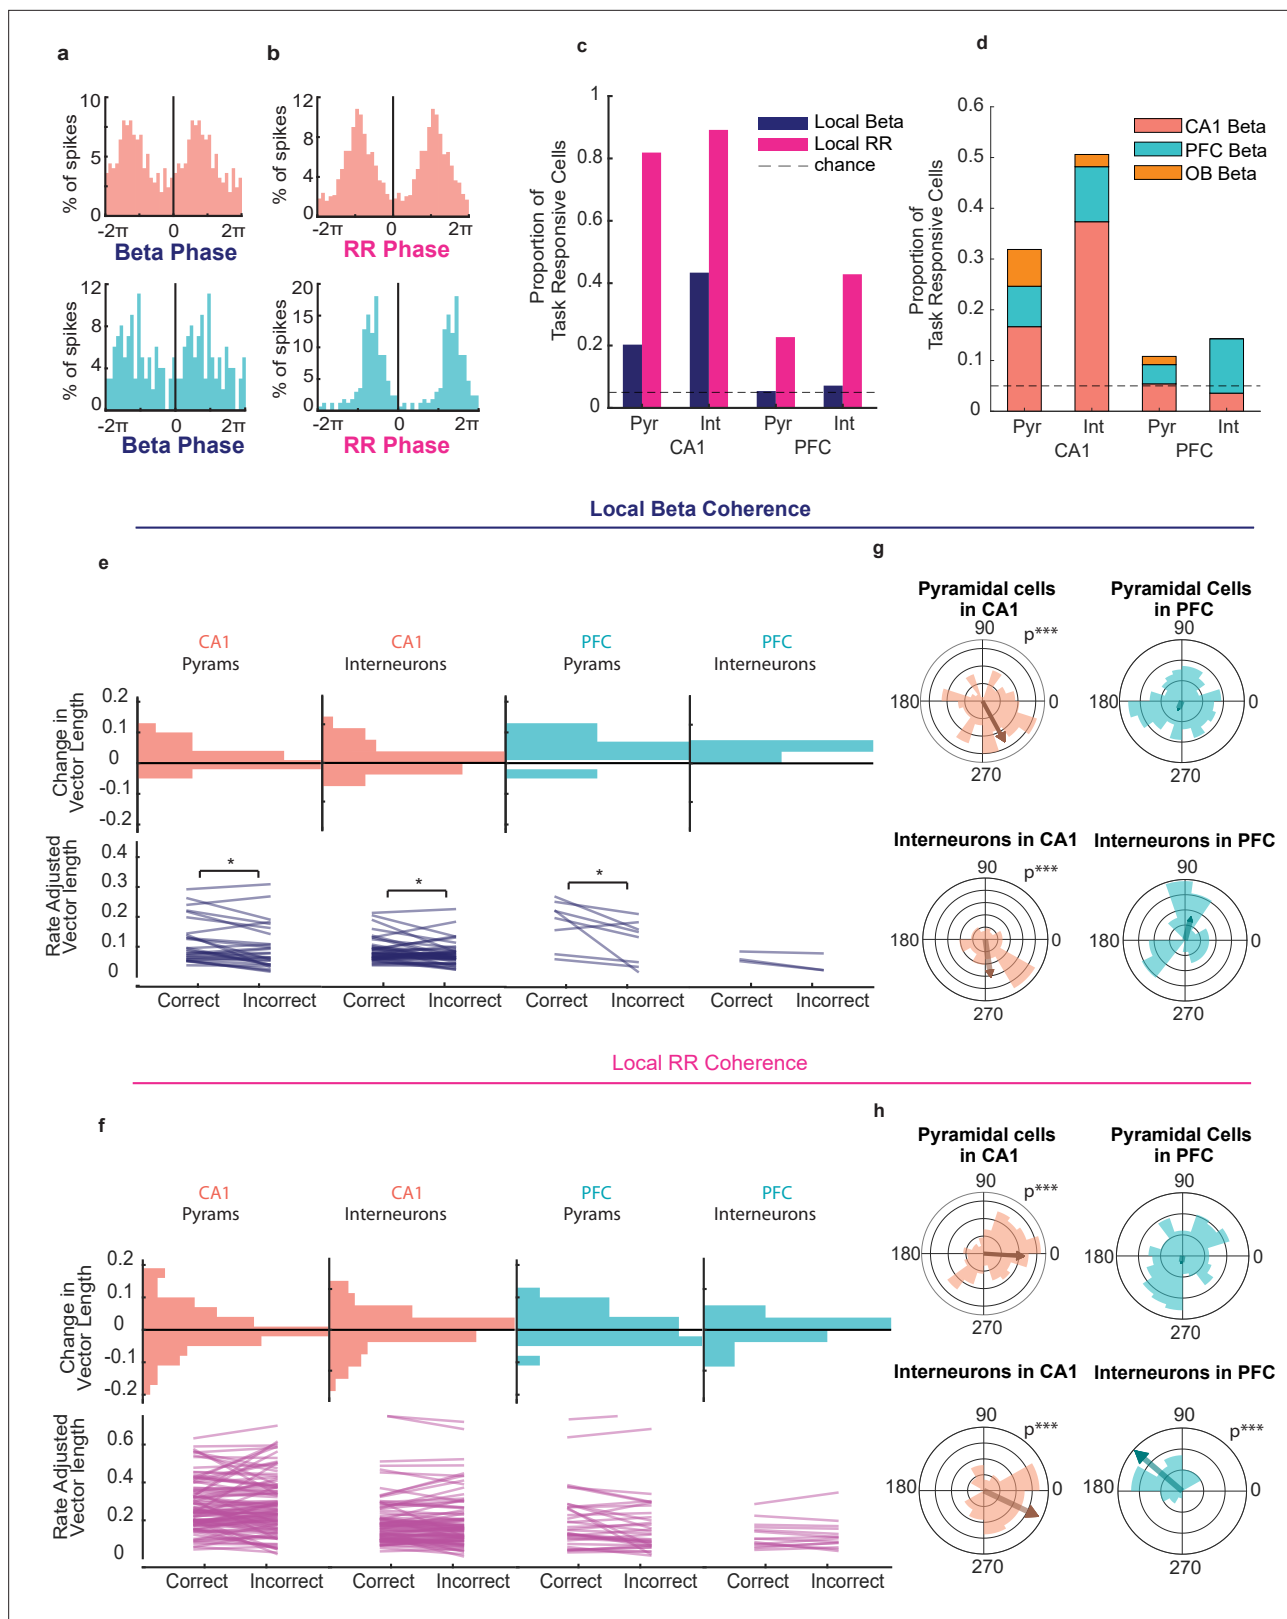 a
10
5
0
% of spikes
-2π 0 2π
Beta Phase
12
8
4
0
% of spikes
-2π 0 2π
Beta Phase
b
12
8
4
0
% of spikes
-2π 0 2π
RR Phase
20
15
10
5
0
% of spikes
-2π 0 2π
RR Phase
c
1
0.8
0.6
0.4
0.2
0
Proportion of
Task Responsive Cells
Local Beta
Local RR
chance
Pyr Int Pyr Int
CA1 PFC
d
0.6
0.5
0.4
0.3
0.2
0.1
0
Proportion of
Task Responsive Cells
CA1 Beta
PFC Beta
OB Beta
Pyr Int Pyr Int
CA1 PFC
Local Beta Coherence
e
CA1
Pyrams
CA1
Interneurons
PFC
Pyrams
PFC
Interneurons
0.2
0.1
0
-0.1
-0.2
Change in
Vector Length
0.4
0.3
0.2
0.1
0
Rate Adjusted
Vector length
* * *
Correct Incorrect Correct Incorrect Correct Incorrect Correct Incorrect
g
Pyramidal cells
in CA1
90
p***
180 0
270
Pyramidal Cells
in PFC
90
180 0
270
Interneurons in CA1
90
p***
180 0
270
Interneurons in PFC
90
180 0
270
Local RR Coherence
f
CA1
Pyrams
CA1
Interneurons
PFC
Pyrams
PFC
Interneurons
0.2
0.1
0
-0.1
-0.2
Change in
Vector Length
0.6
0.4
0.2
0
Rate Adjusted
Vector length
Correct Incorrect Correct Incorrect Correct Incorrect Correct Incorrect
h
Pyramidal cells
in CA1
90
p***
180 0
270
Pyramidal Cells
in PFC
90
180 0
270
Interneurons in CA1
90
p***
180 0
270
Interneurons in PFC
90
p***
180 0
270